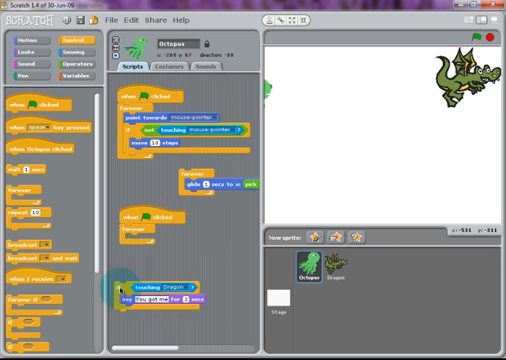 Scratch 1.4 of 30-Jun-09
SCRATCH File Edit Share Help
Motion Control
Looks Sensing
Sound Operators
Pen Variables
Octopus
direction -90
Scripts Costumes Sounds
when clicked
when space key pressed
when Octopus clicked
wait 1 secs
forever
repeat 10
broadcast
broadcast and wait
when I receive
forever if
if
if
when clicked
forever
point towards mouse-pointer
if not touching mouse-pointer ?
move 10 steps
forever
glide 1 secs to x: pick
when clicked
forever
touching Dragon ?
say You got me for 2 secs
New sprite:
Octopus Dragon
Stage